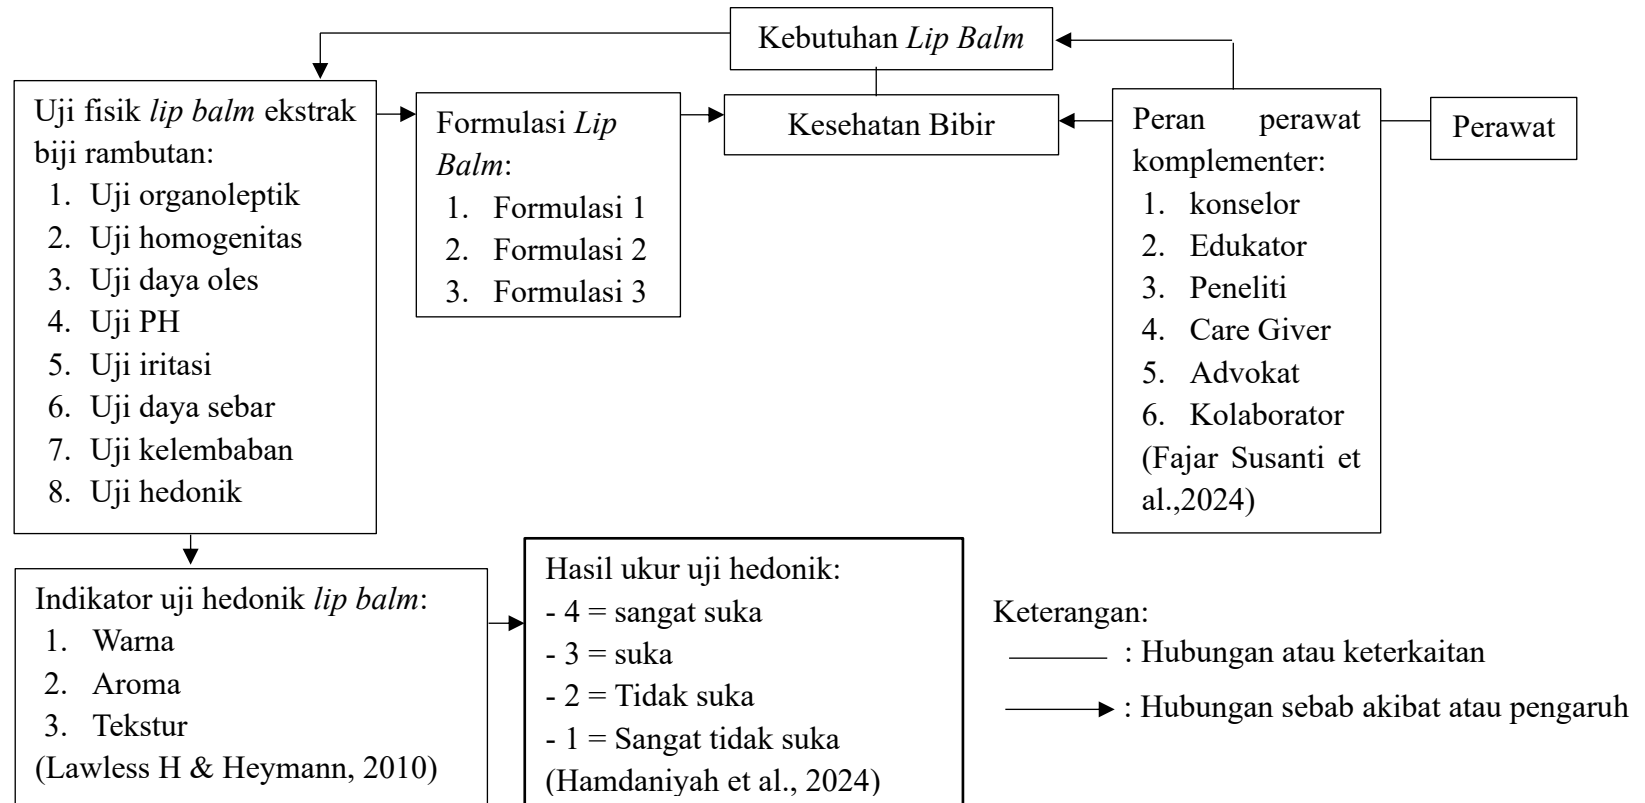 Kebutuhan Lip Balm
Uji fisik lip balm ekstrak
biji rambutan:
1. Uji organoleptik
2. Uji homogenitas
3. Uji daya oles
4. Uji PH
5. Uji iritasi
6. Uji daya sebar
7. Uji kelembaban
8. Uji hedonik
Formulasi Lip
Balm:
1. Formulasi 1
2. Formulasi 2
3. Formulasi 3
Kesehatan Bibir
Peran perawat
komplementer:
1. konselor
2. Edukator
3. Peneliti
4. Care Giver
5. Advokat
6. Kolaborator
(Fajar Susanti et
al.,2024)
Perawat
Indikator uji hedonik lip balm:
1. Warna
2. Aroma
3. Tekstur
(Lawless H & Heymann, 2010)
Hasil ukur uji hedonik:
- 4 = sangat suka
- 3 = suka
- 2 = Tidak suka
- 1 = Sangat tidak suka
(Hamdaniyah et al., 2024)
Keterangan:
: Hubungan atau keterkaitan
: Hubungan sebab akibat atau pengaruh